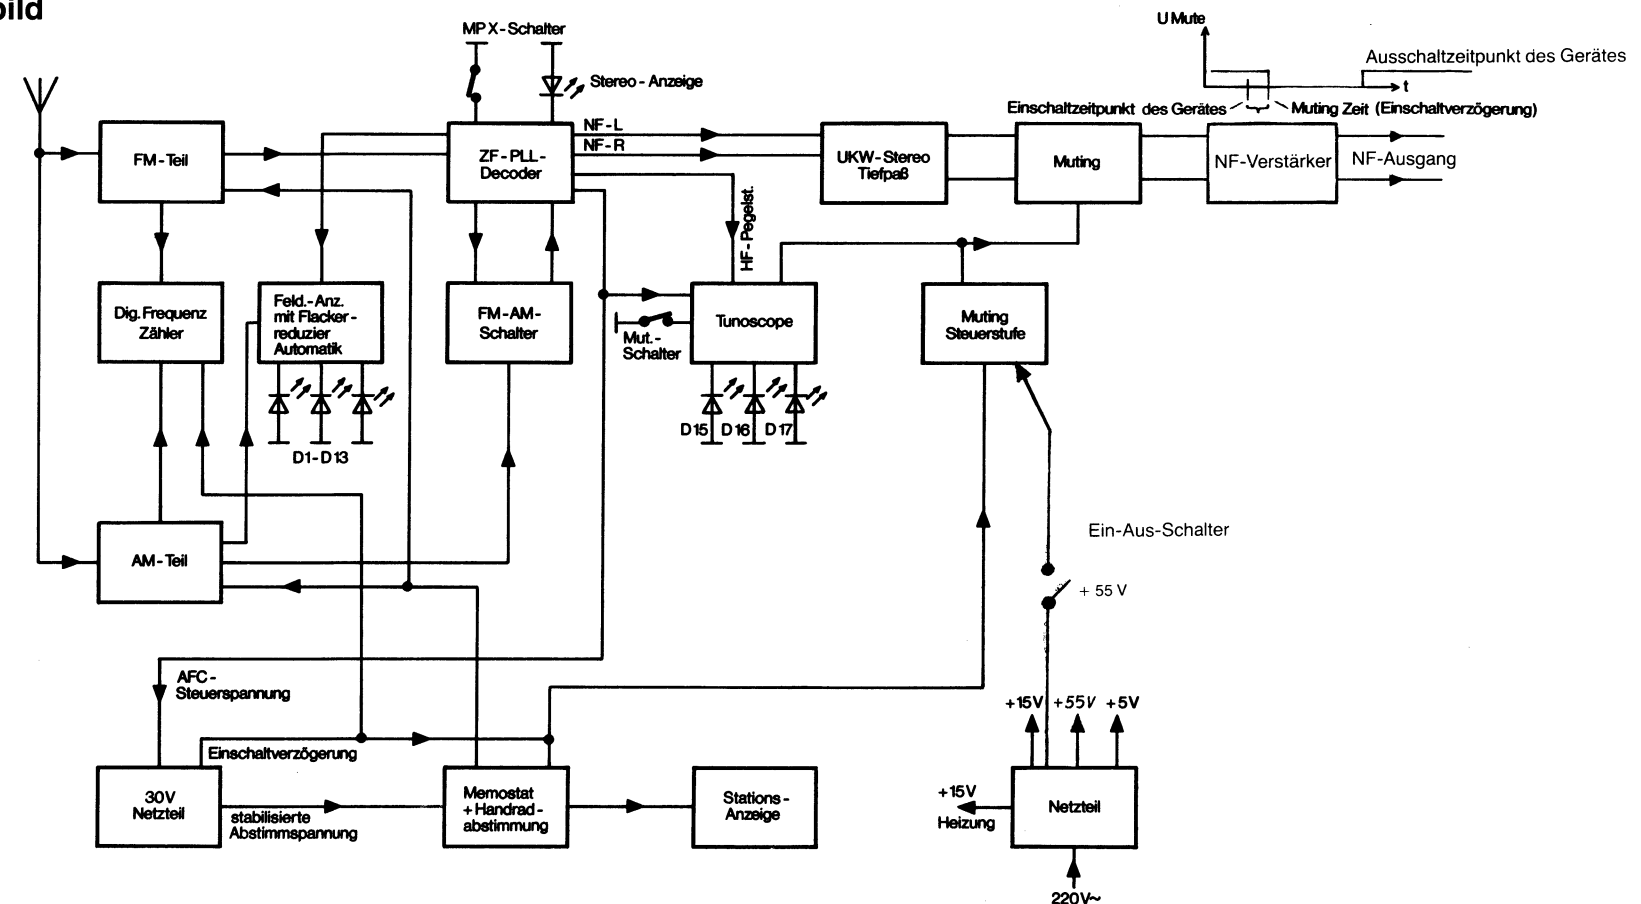 bild
MPX-Schalter
Stereo-Anzeige
U Mute
Ausschaltzeitpunkt des Gerätes
t
Einschaltzeitpunkt des Gerätes
Muting Zeit (Einschaltverzögerung)
FM-Teil
ZF-PLL-
Decoder
NF-L
NF-R
UKW-Stereo
Tiefpaß
Muting
NF-Verstärker
NF-Ausgang
HF-Pegelst.
Dig. Frequenz
Zähler
Feld.-Anz.
mit Flacker-
reduzier
Automatik
FM-AM-
Schalter
Mut.-
Schalter
Tunoscope
Muting
Steuerstufe
D1-D13
D15
D16
D17
AM-Teil
Ein-Aus-Schalter
+ 55 V
AFC-
Steuerspannung
Einschaltverzögerung
30V
Netzteil
stabilisierte
Abstimmspannung
Memostat
+Handrad-
abstimmung
Stations-
Anzeige
+15V
+55V
+5V
+15V
Heizung
Netzteil
220V~